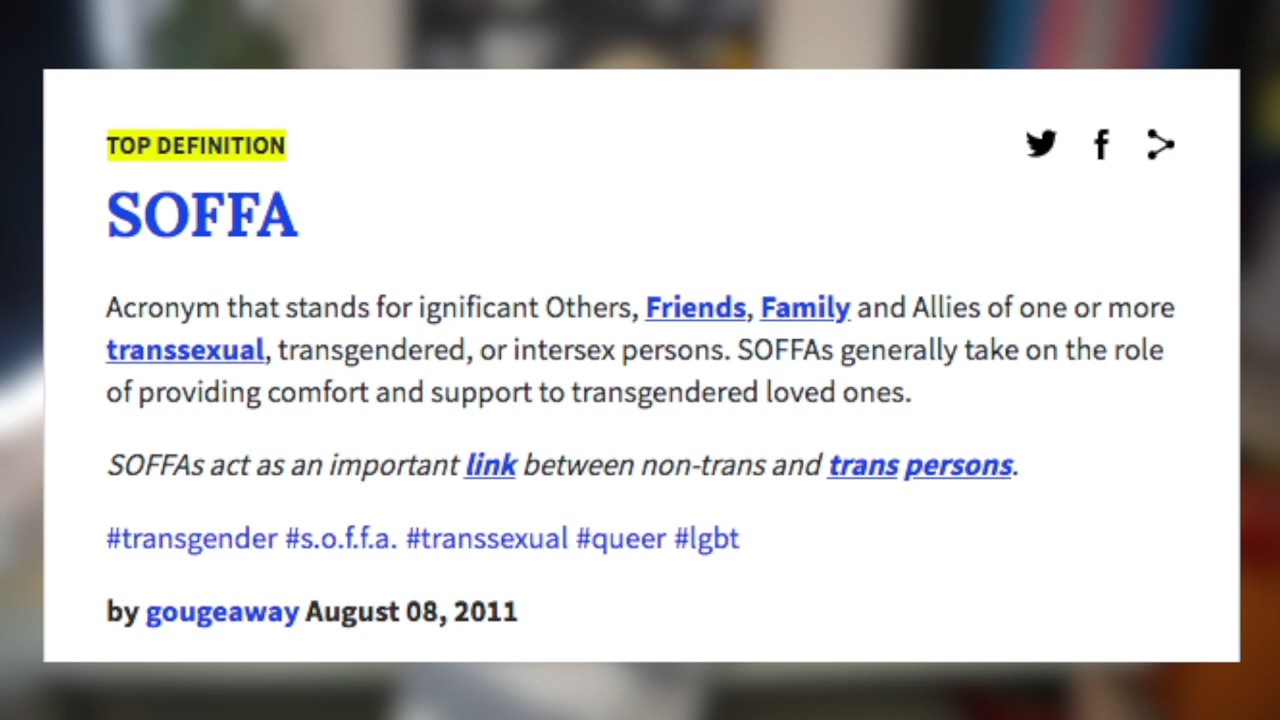 TOP DEFINITION
SOFFA
Acronym that stands for ignificant Others, Friends, Family and Allies of one or more
transsexual, transgendered, or intersex persons. SOFFAs generally take on the role
of providing comfort and support to transgendered loved ones.
SOFFAs act as an important link between non-trans and trans persons.
#transgender #s.o.f.f.a. #transsexual #queer #lgbt
by gougeaway August 08, 2011